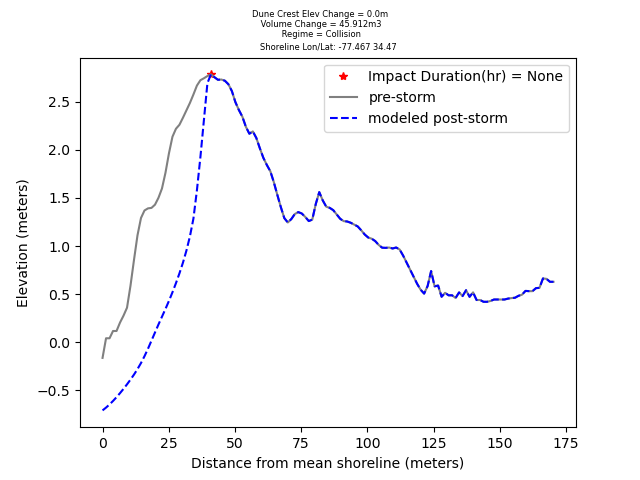 Dune Crest Elev Change = 0.0m
Volume Change = 45.912m3
Regime = Collision
Shoreline Lon/Lat: -77.467 34.47
Impact Duration(hr) = None
pre-storm
modeled post-storm
Elevation (meters)
2.5
2.0
1.5
1.0
0.5
0.0
−0.5
0 25 50 75 100 125 150 175
Distance from mean shoreline (meters)